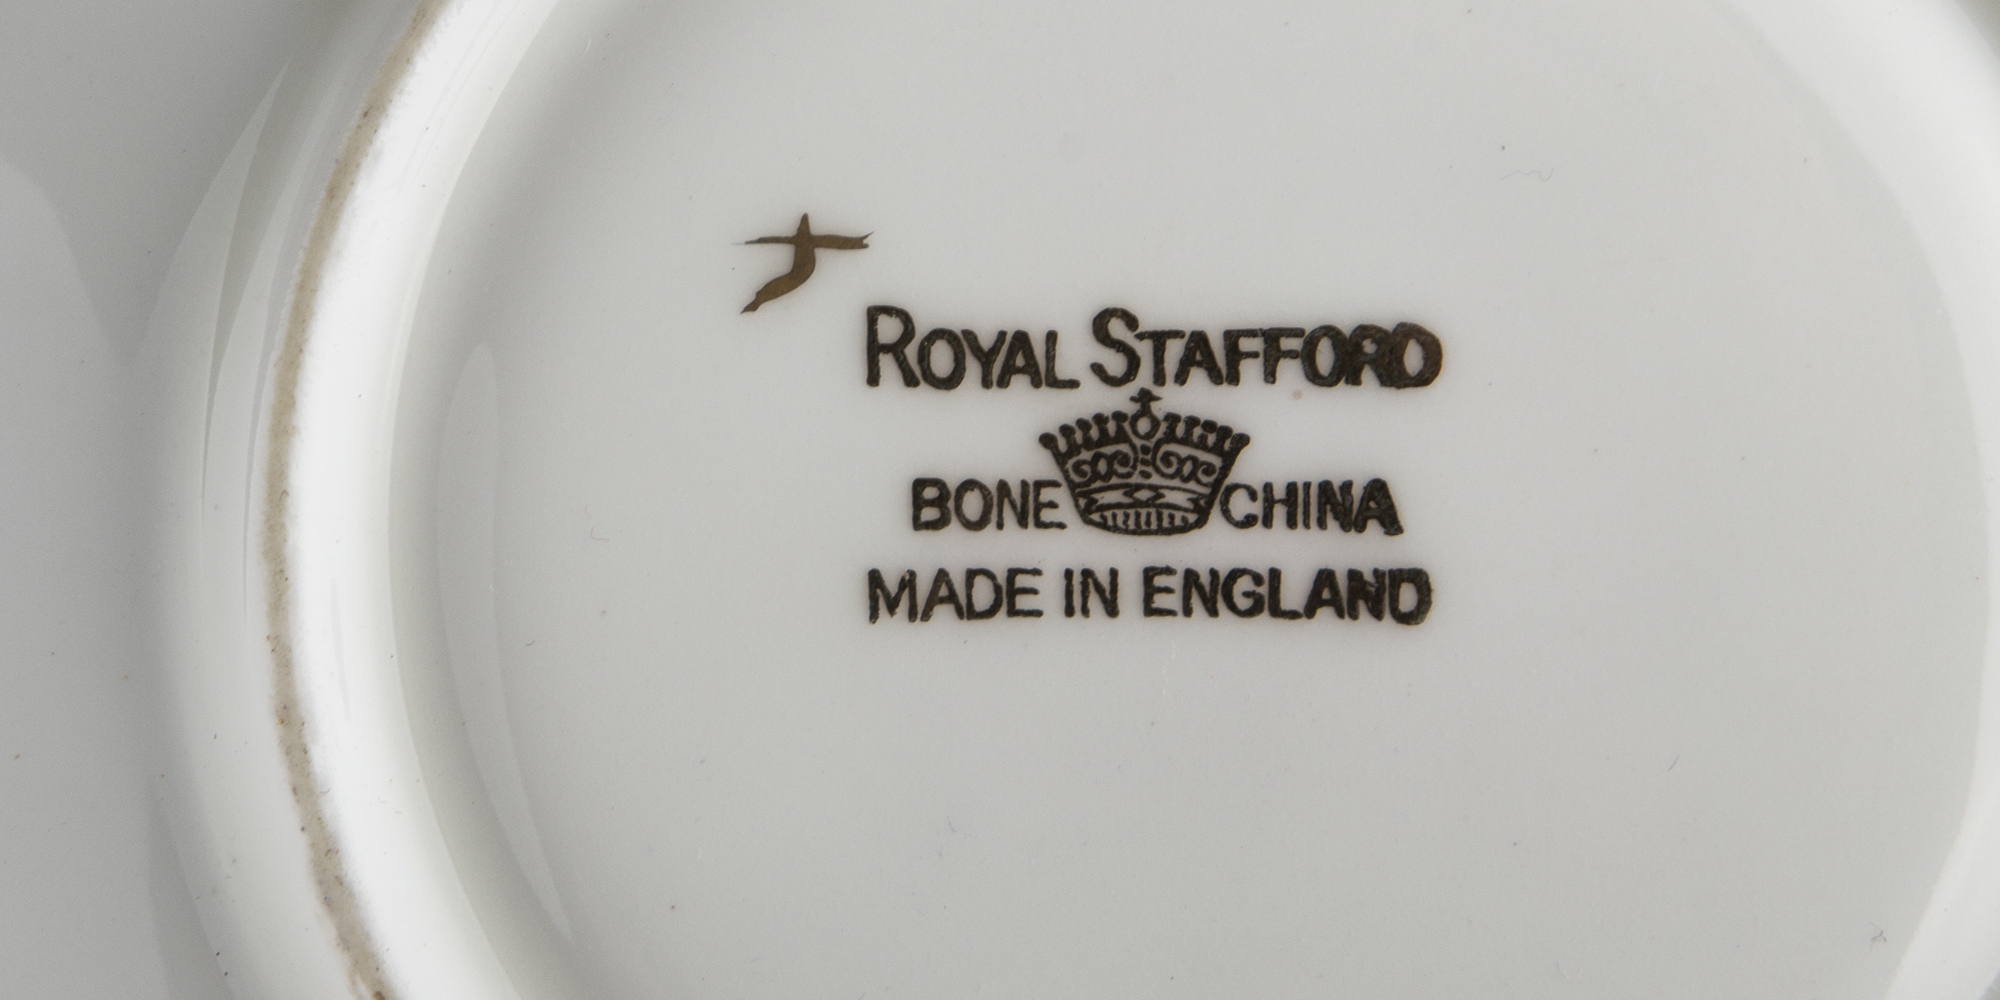 ROYAL STAFFORD
BONE CHINA
MADE IN ENGLAND